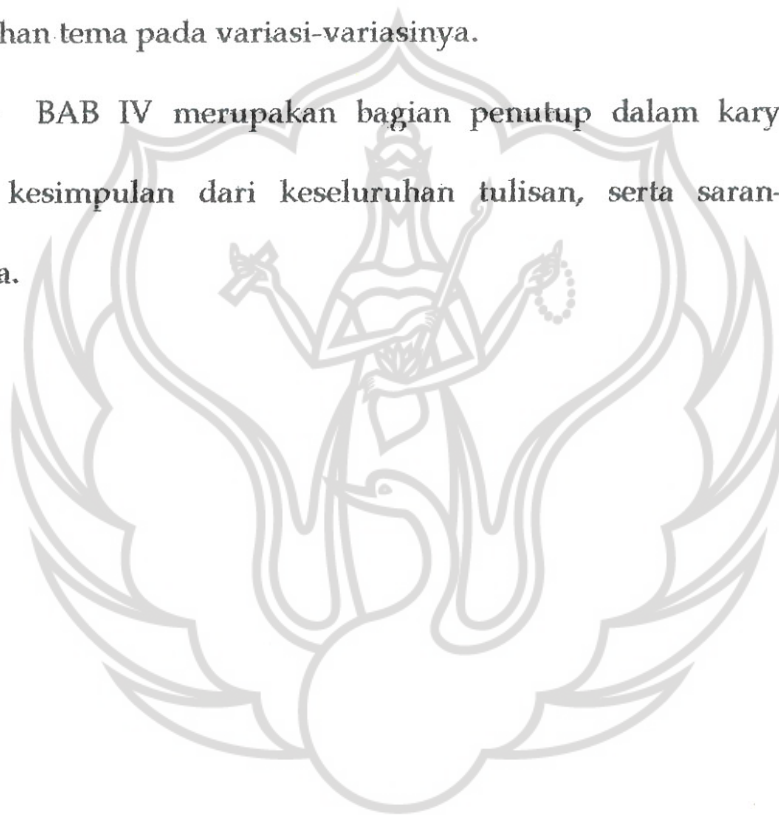 han tema pada variasi-variasinya.
BAB IV merupakan bagian penutup dalam kary
kesimpulan dari keseluruhan tulisan, serta saran-
a.